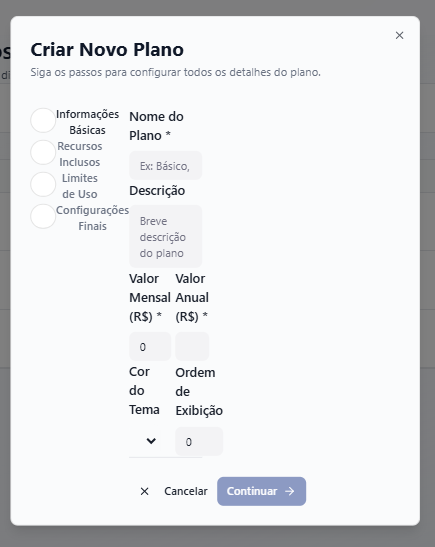 Criar Novo Plano
Siga os passos para configurar todos os detalhes do plano.
Informações
Básicas
Recursos
Inclusos
Limites
de Uso
Configurações
Finais
Nome do
Plano *
Ex: Básico,
Descrição
Breve
descrição
do plano
Valor Valor
Mensal Anual
(R$) * (R$) *
0
Cor Ordem
do de
Tema Exibição
0
Cancelar Continuar